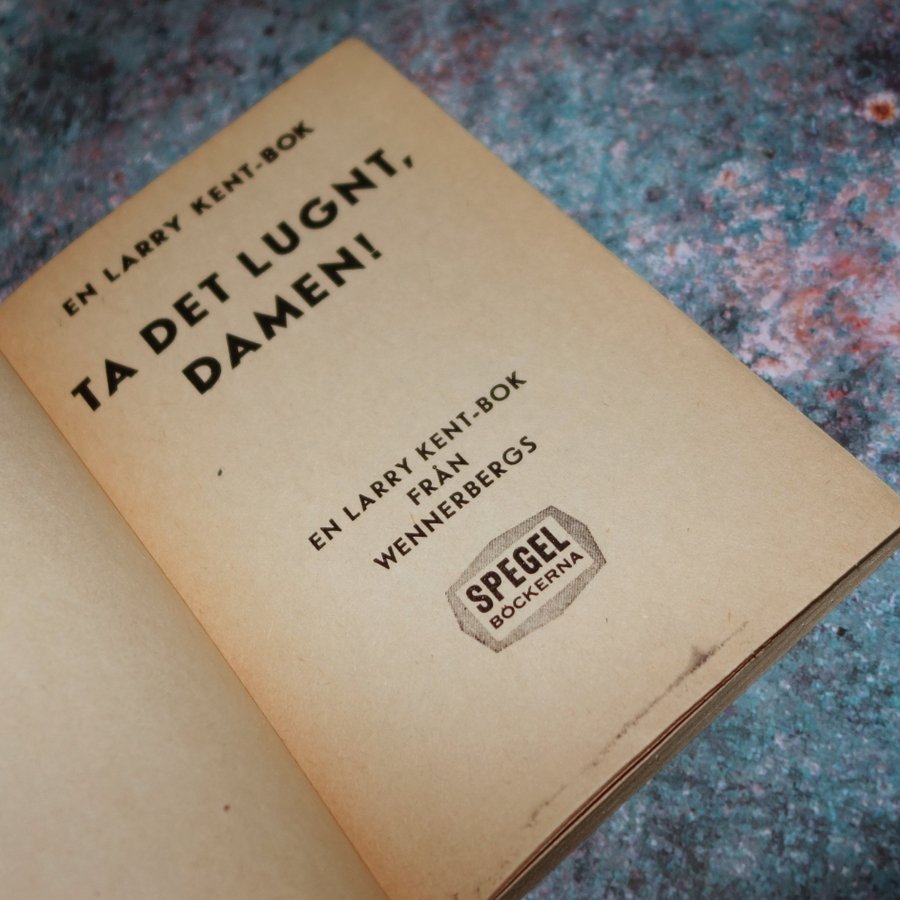 EN LARRY KENT-BOK
TA DET LUGNT,
DAMEN!
EN LARRY KENT-BOK
FRÅN
WENNERBERGS
SPEGEL
BÖCKERNA